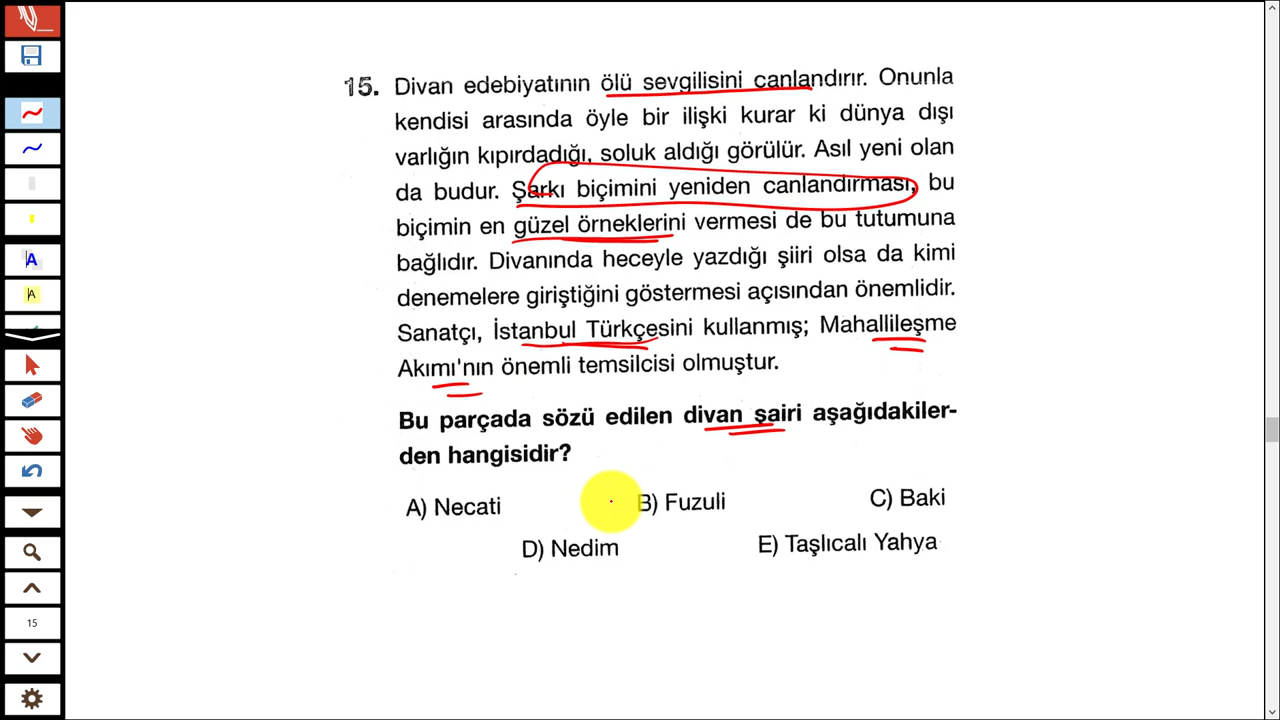 15. Divan edebiyatının ölü sevgilisini canlandırır. Onunla
kendisi arasında öyle bir ilişki kurar ki dünya dışı
varlığın kıpırdadığı, soluk aldığı görülür. Asıl yeni olan
da budur. Şarkı biçimini yeniden canlandırması, bu
biçimin en güzel örneklerini vermesi de bu tutumuna
bağlıdır. Divanında heceyle yazdığı şiiri olsa da kimi
denemelere giriştiğini göstermesi açısından önemlidir.
Sanatçı, İstanbul Türkçesini kullanmış; Mahallileşme
Akımı'nın önemli temsilcisi olmuştur.
Bu parçada sözü edilen divan şairi aşağıdakiler-
den hangisidir?
A) Necati B) Fuzuli C) Baki
D) Nedim E) Taşlıcalı Yahya
A
A
15